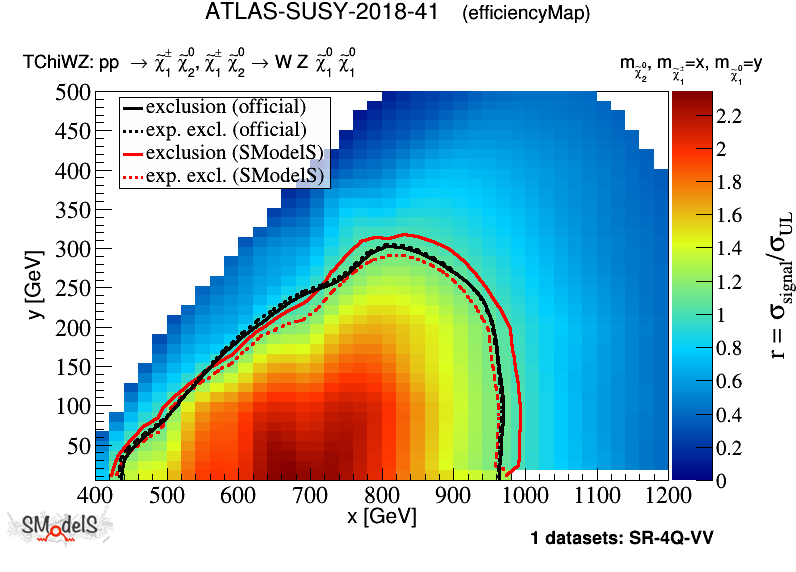 ATLAS-SUSY-2018-41 (efficiencyMap)
TChiWZ: pp → χ̃₁± χ̃₂⁰, χ̃₁± χ̃₂⁰ → W Z χ̃₁⁰ χ̃₁⁰
m_χ̃₂⁰, m_χ̃₁±=x, m_χ̃₁⁰=y
exclusion (official)
exp. excl. (official)
exclusion (SModelS)
exp. excl. (SModelS)
500
450
400
350
300
250
200
150
100
50
y [GeV]
400 500 600 700 800 900 1000 1100 1200
x [GeV]
2.2
2
1.8
1.6
1.4
1.2
1
0.8
0.6
0.4
0.2
0
r = σ_signal/σ_UL
SModelS
1 datasets: SR-4Q-VV